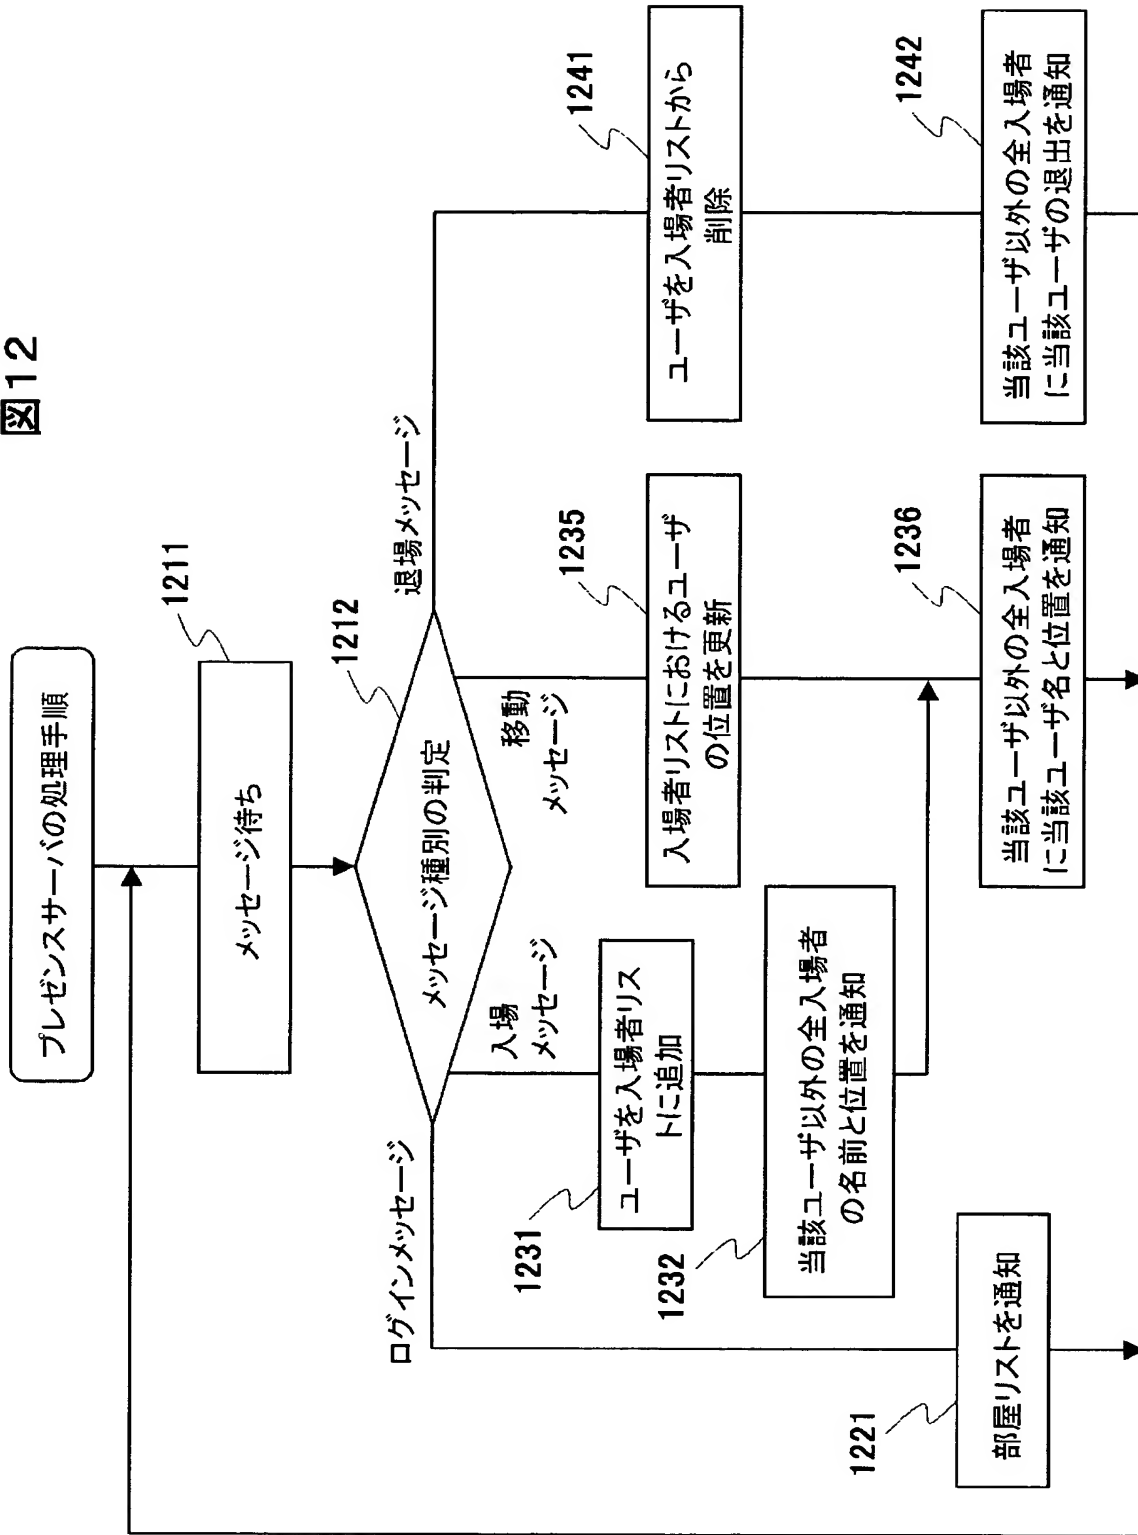 図12
プレゼンスサーバの処理手順
1211
メッセージ待ち
1212
メッセージ種別の判定
ログインメッセージ
入場
メッセージ
移動
メッセージ
退場メッセージ
1221
部屋リストを通知
1231
ユーザを入場者リス
トに追加
1232
当該ユーザ以外の全入場者
の名前と位置を通知
1235
入場者リストにおけるユーザ
の位置を更新
1236
当該ユーザ以外の全入場者
に当該ユーザ名と位置を通知
1241
ユーザを入場者リストから
削除
1242
当該ユーザ以外の全入場者
に当該ユーザの退出を通知